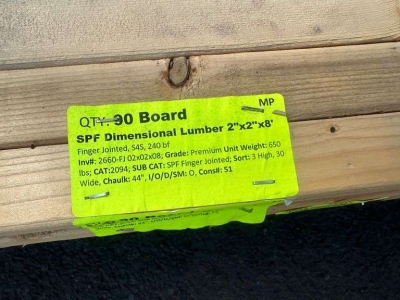 MP
QTY: 90 Board
SPF Dimensional Lumber 2"x2"x8'
Finger Jointed, S4S, 240 bf
Inv#: 2660-FJ 02x02x08; Grade: Premium Unit Weight: 650
lbs; CAT:2094; SUB CAT: SPF Finger Jointed; Sort: 3 High, 30
Wide, Chaulk: 44", I/O/D/SM: O, Cons#: S1
90 Board